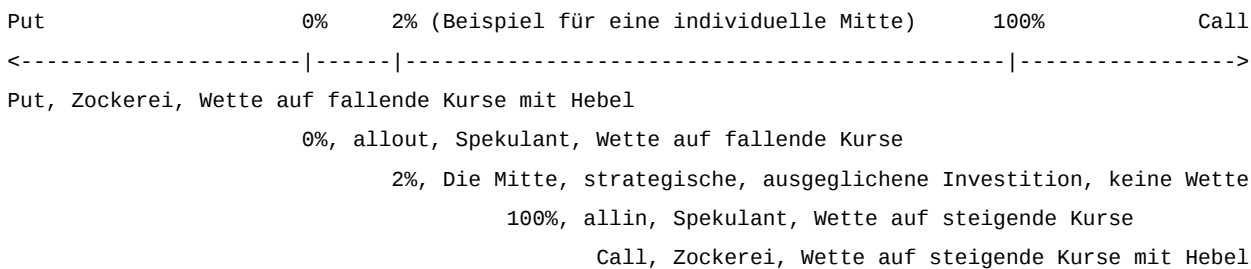 Put 0% 2% (Beispiel für eine individuelle Mitte) 100% Call
<----------------------|------|-----------------------------------------------|----------------->
Put, Zockerei, Wette auf fallende Kurse mit Hebel
0%, allout, Spekulant, Wette auf fallende Kurse
2%, Die Mitte, strategische, ausgeglichene Investition, keine Wette
100%, allin, Spekulant, Wette auf steigende Kurse
Call, Zockerei, Wette auf steigende Kurse mit Hebel